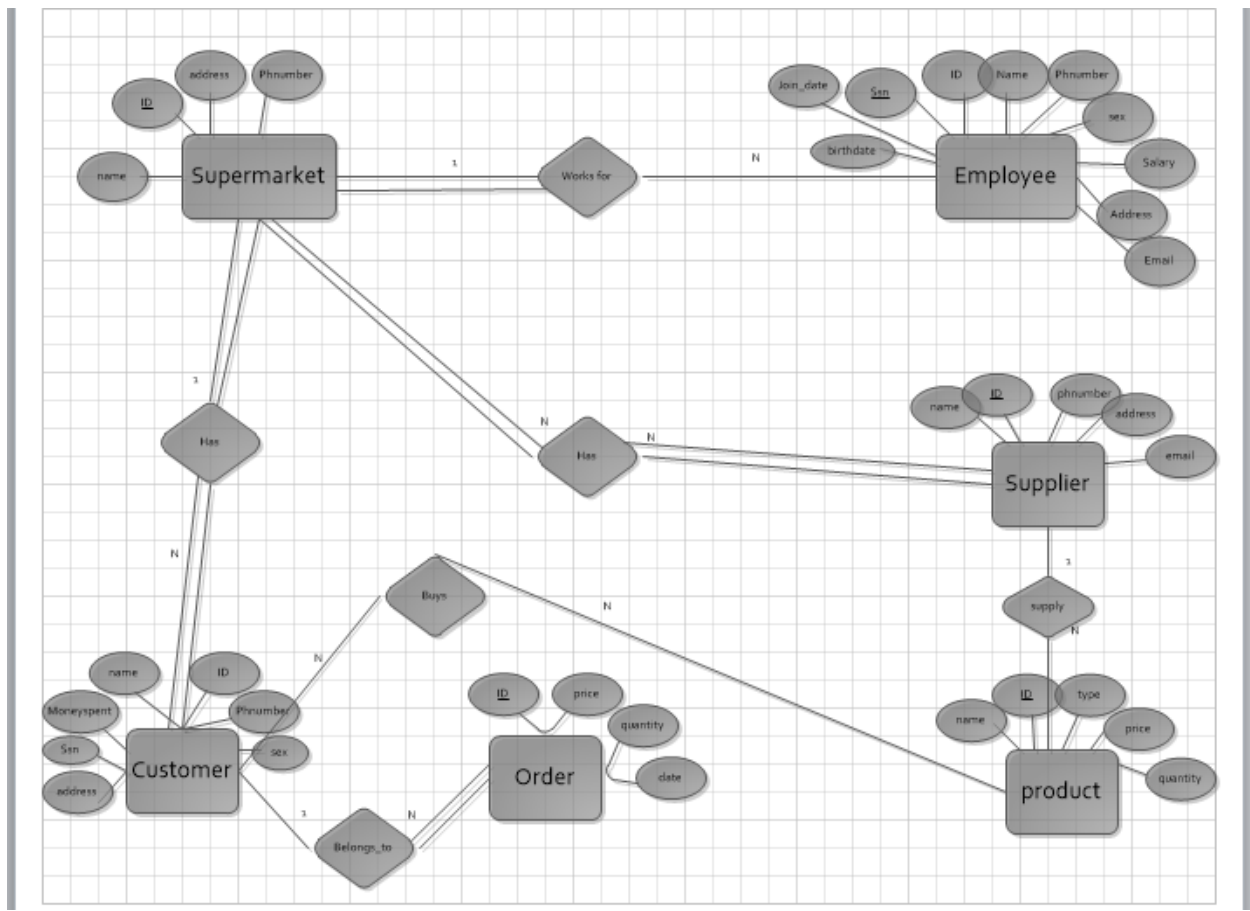 address
Phnumber
ID
name
Supermarket
1
Works for
N
Join_date
Ssn
ID
Name
Phnumber
sex
birthdate
Employee
Salary
Address
Email
1
Has
N
N
Has
N
name
ID
phnumber
address
email
Supplier
1
supply
N
Buys
N
N
name
ID
Moneyspent
Phnumber
Ssn
sex
address
Customer
1
Belongs_to
N
ID
price
quantity
date
Order
name
ID
type
price
quantity
product